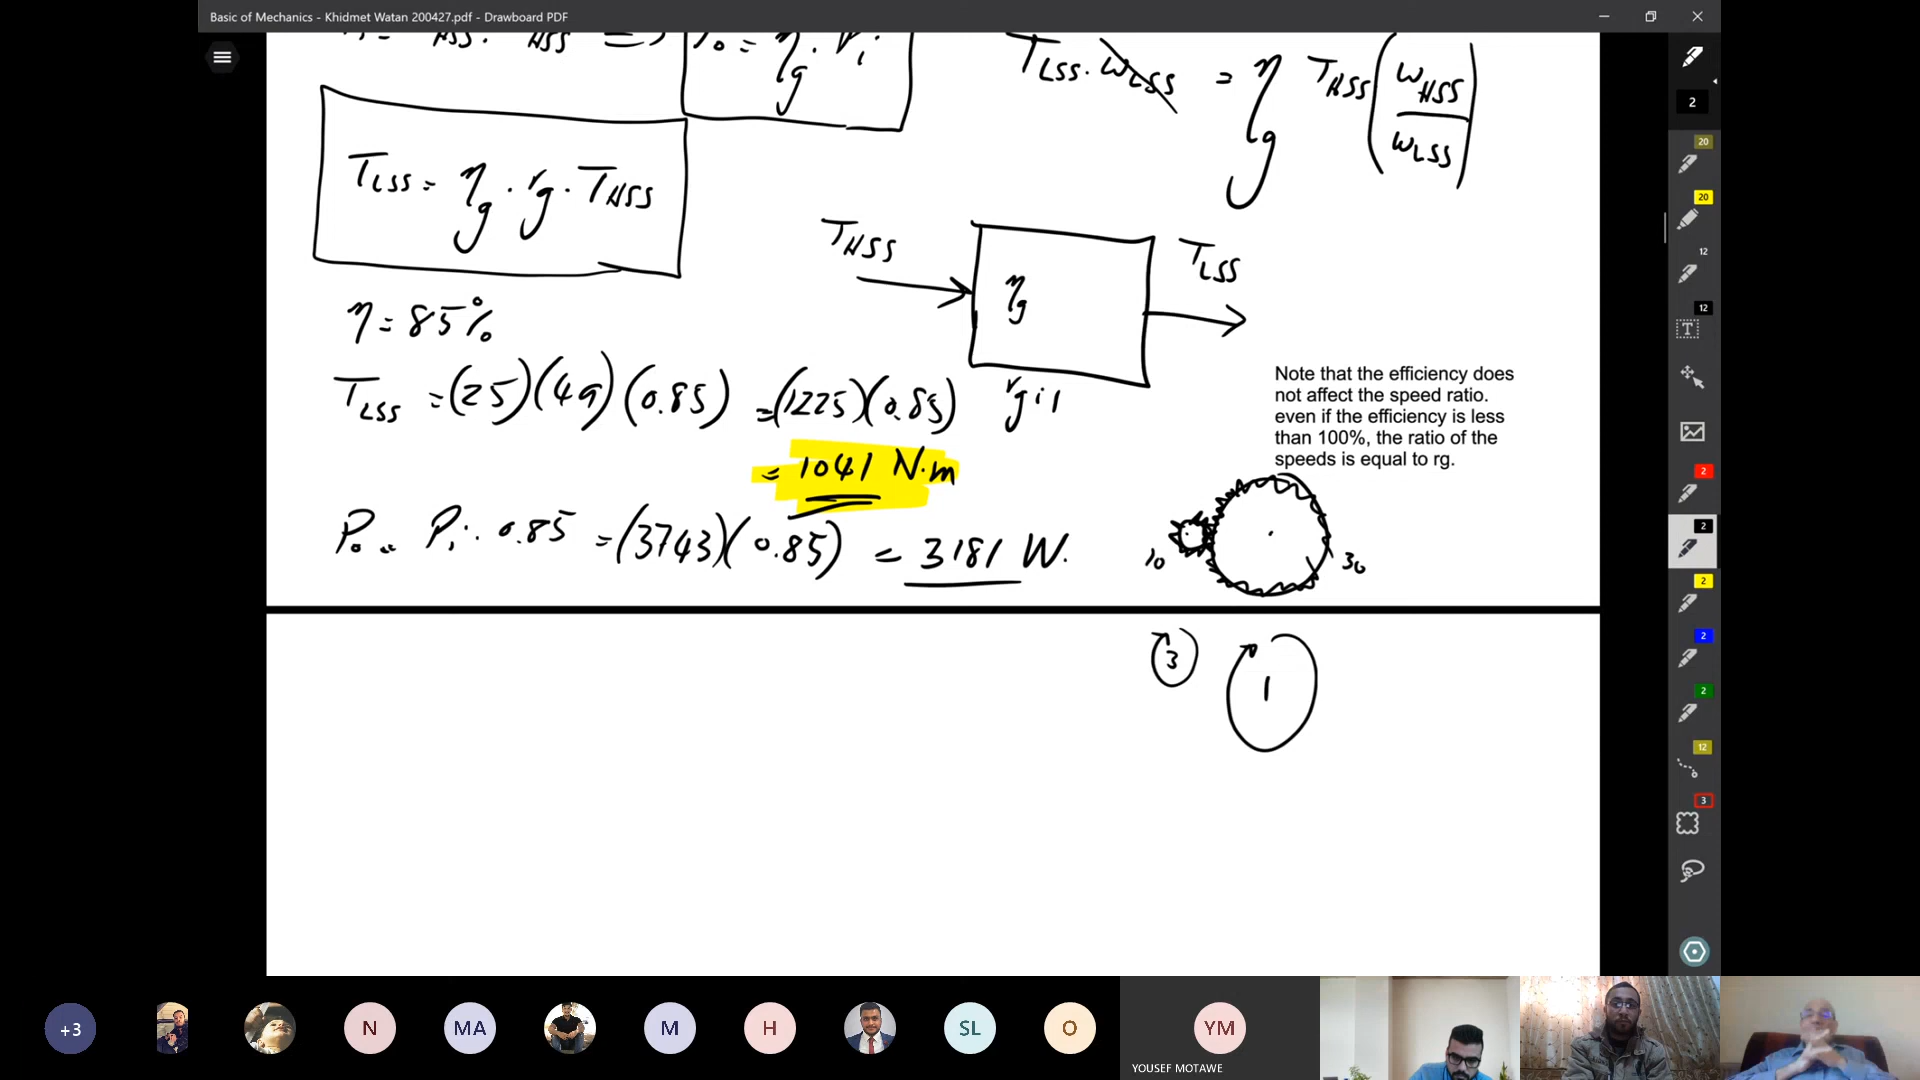 Basic of Mechanics - Khidmet Watan 200427.pdf - Drawboard PDF
P₀ = η_g · P_i
T_LSS · ω_LSS = η_g T_HSS (ω_HSS / ω_LSS)
T_LSS = η_g · r_g · T_HSS
T_HSS
T_LSS
η_g
r_g : 1
η = 85%
T_LSS = (25)(49)(0.85) = (1225)(0.85)
= 1041 N·m
P₀ = P_i · 0.85 = (3743)(0.85) = 3181 W.
Note that the efficiency does
not affect the speed ratio.
even if the efficiency is less
than 100%, the ratio of the
speeds is equal to rg.
10
30
3
1
2
20
20
12
12
T
2
2
2
2
2
12
3
+3
N
MA
M
H
SL
O
YM
YOUSEF MOTAWE